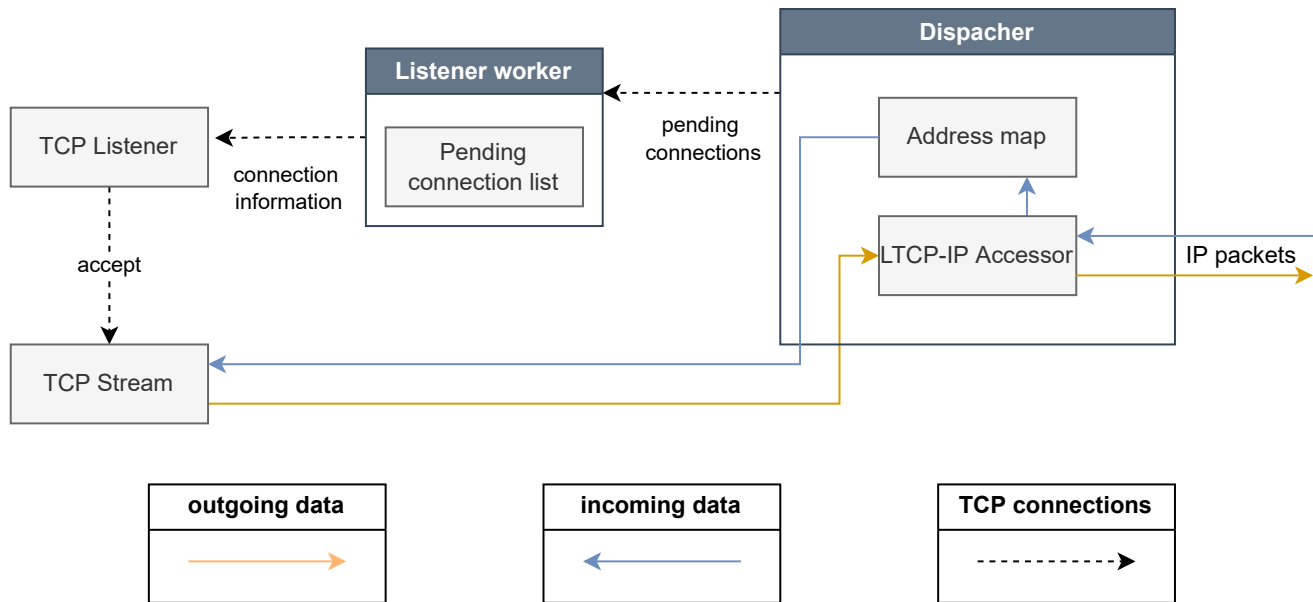 Dispacher
Listener worker
TCP Listener
Pending
connection list
pending
connections
Address map
connection
information
LTCP-IP Accessor
IP packets
accept
TCP Stream
outgoing data
incoming data
TCP connections